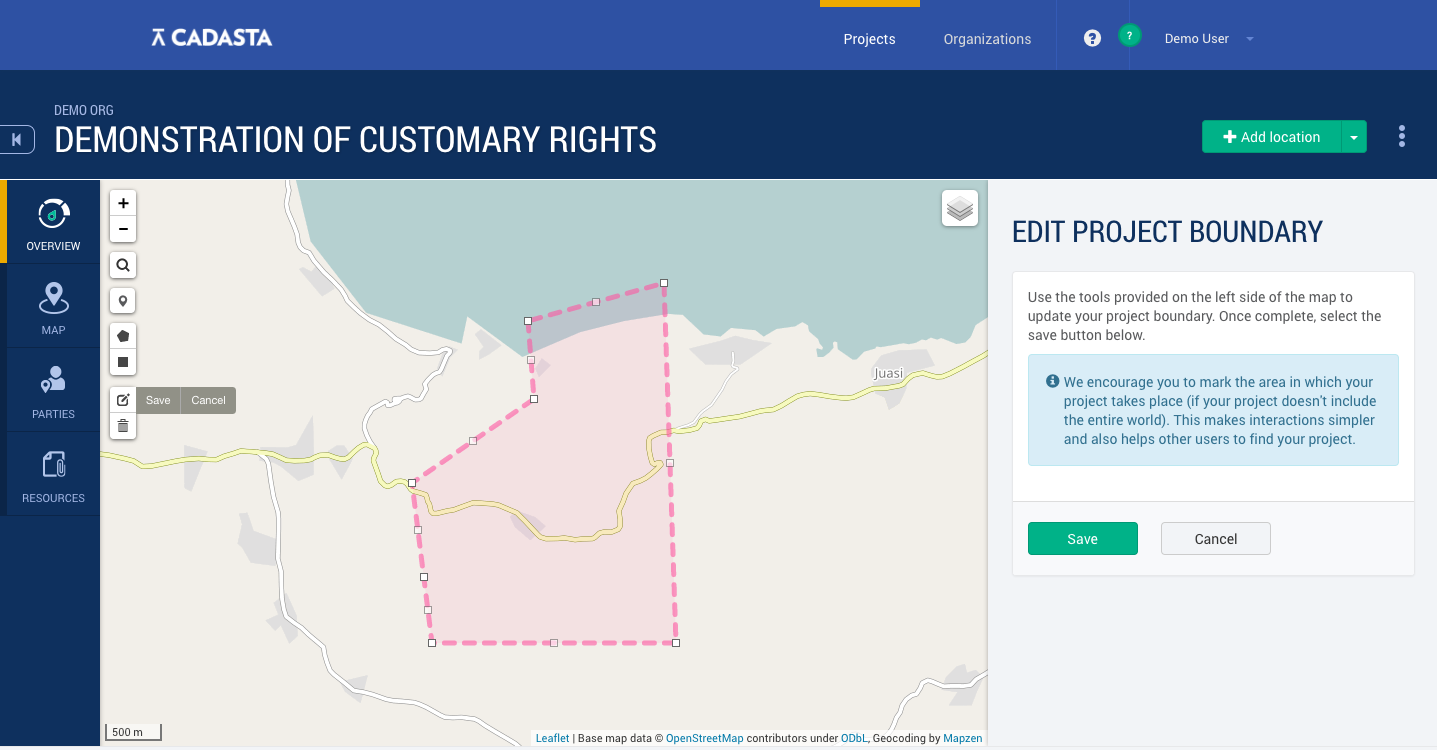 CADASTA
Projects
Organizations
?
?
Demo User
DEMO ORG
DEMONSTRATION OF CUSTOMARY RIGHTS
Add location
OVERVIEW
MAP
PARTIES
RESOURCES
+
−
Save
Cancel
Juasi
500 m
Leaflet | Base map data © OpenStreetMap contributors under ODbL, Geocoding by Mapzen
EDIT PROJECT BOUNDARY
Use the tools provided on the left side of the map to
update your project boundary. Once complete, select the
save button below.
We encourage you to mark the area in which your
project takes place (if your project doesn't include
the entire world). This makes interactions simpler
and also helps other users to find your project.
Save
Cancel